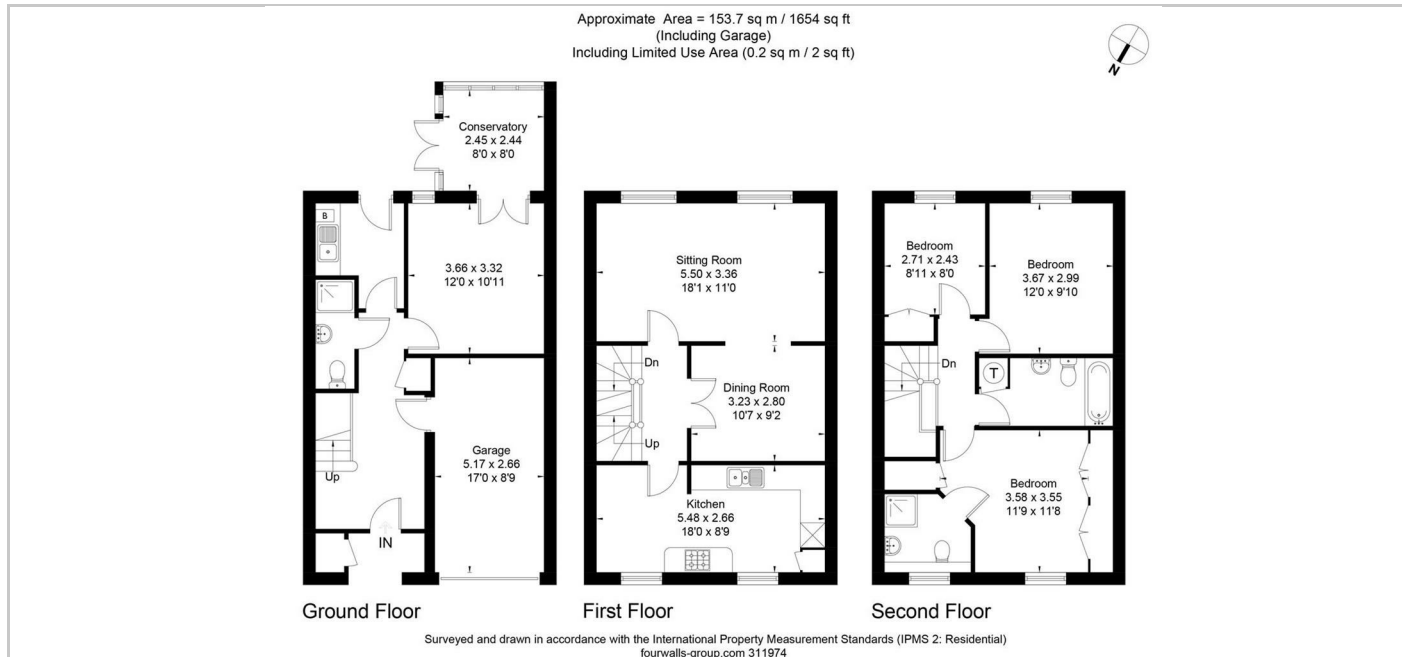 Approximate Area = 153.7 sq m / 1654 sq ft
(Including Garage)
Including Limited Use Area (0.2 sq m / 2 sq ft)
N
Conservatory
2.45 x 2.44
8'0 x 8'0
B
3.66 x 3.32
12'0 x 10'11
Garage
5.17 x 2.66
17'0 x 8'9
Up
IN
Ground Floor
Sitting Room
5.50 x 3.36
18'1 x 11'0
Dn
Dining Room
3.23 x 2.80
10'7 x 9'2
Up
Kitchen
5.48 x 2.66
18'0 x 8'9
First Floor
Bedroom
2.71 x 2.43
8'11 x 8'0
Bedroom
3.67 x 2.99
12'0 x 9'10
Dn
T
Bedroom
3.58 x 3.55
11'9 x 11'8
Second Floor
Surveyed and drawn in accordance with the International Property Measurement Standards (IPMS 2: Residential)
fourwalls-group.com 311974